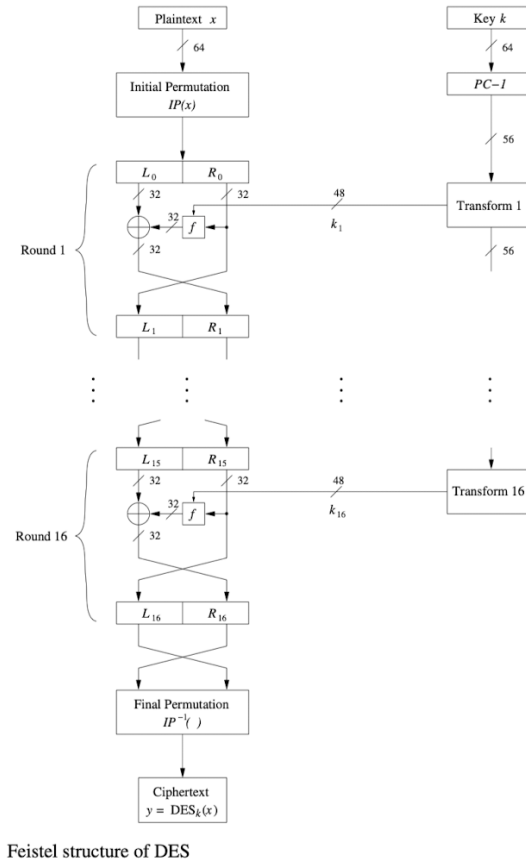 Plaintext x
Key k
64
64
Initial Permutation
IP(x)
PC−1
56
L0
R0
32
32
48
Transform 1
32
f
k1
32
56
Round 1
L1
R1
L15
R15
32
32
48
Transform 16
32
f
k16
32
Round 16
L16
R16
Final Permutation
IP−1( )
Ciphertext
y = DESk(x)
Feistel structure of DES